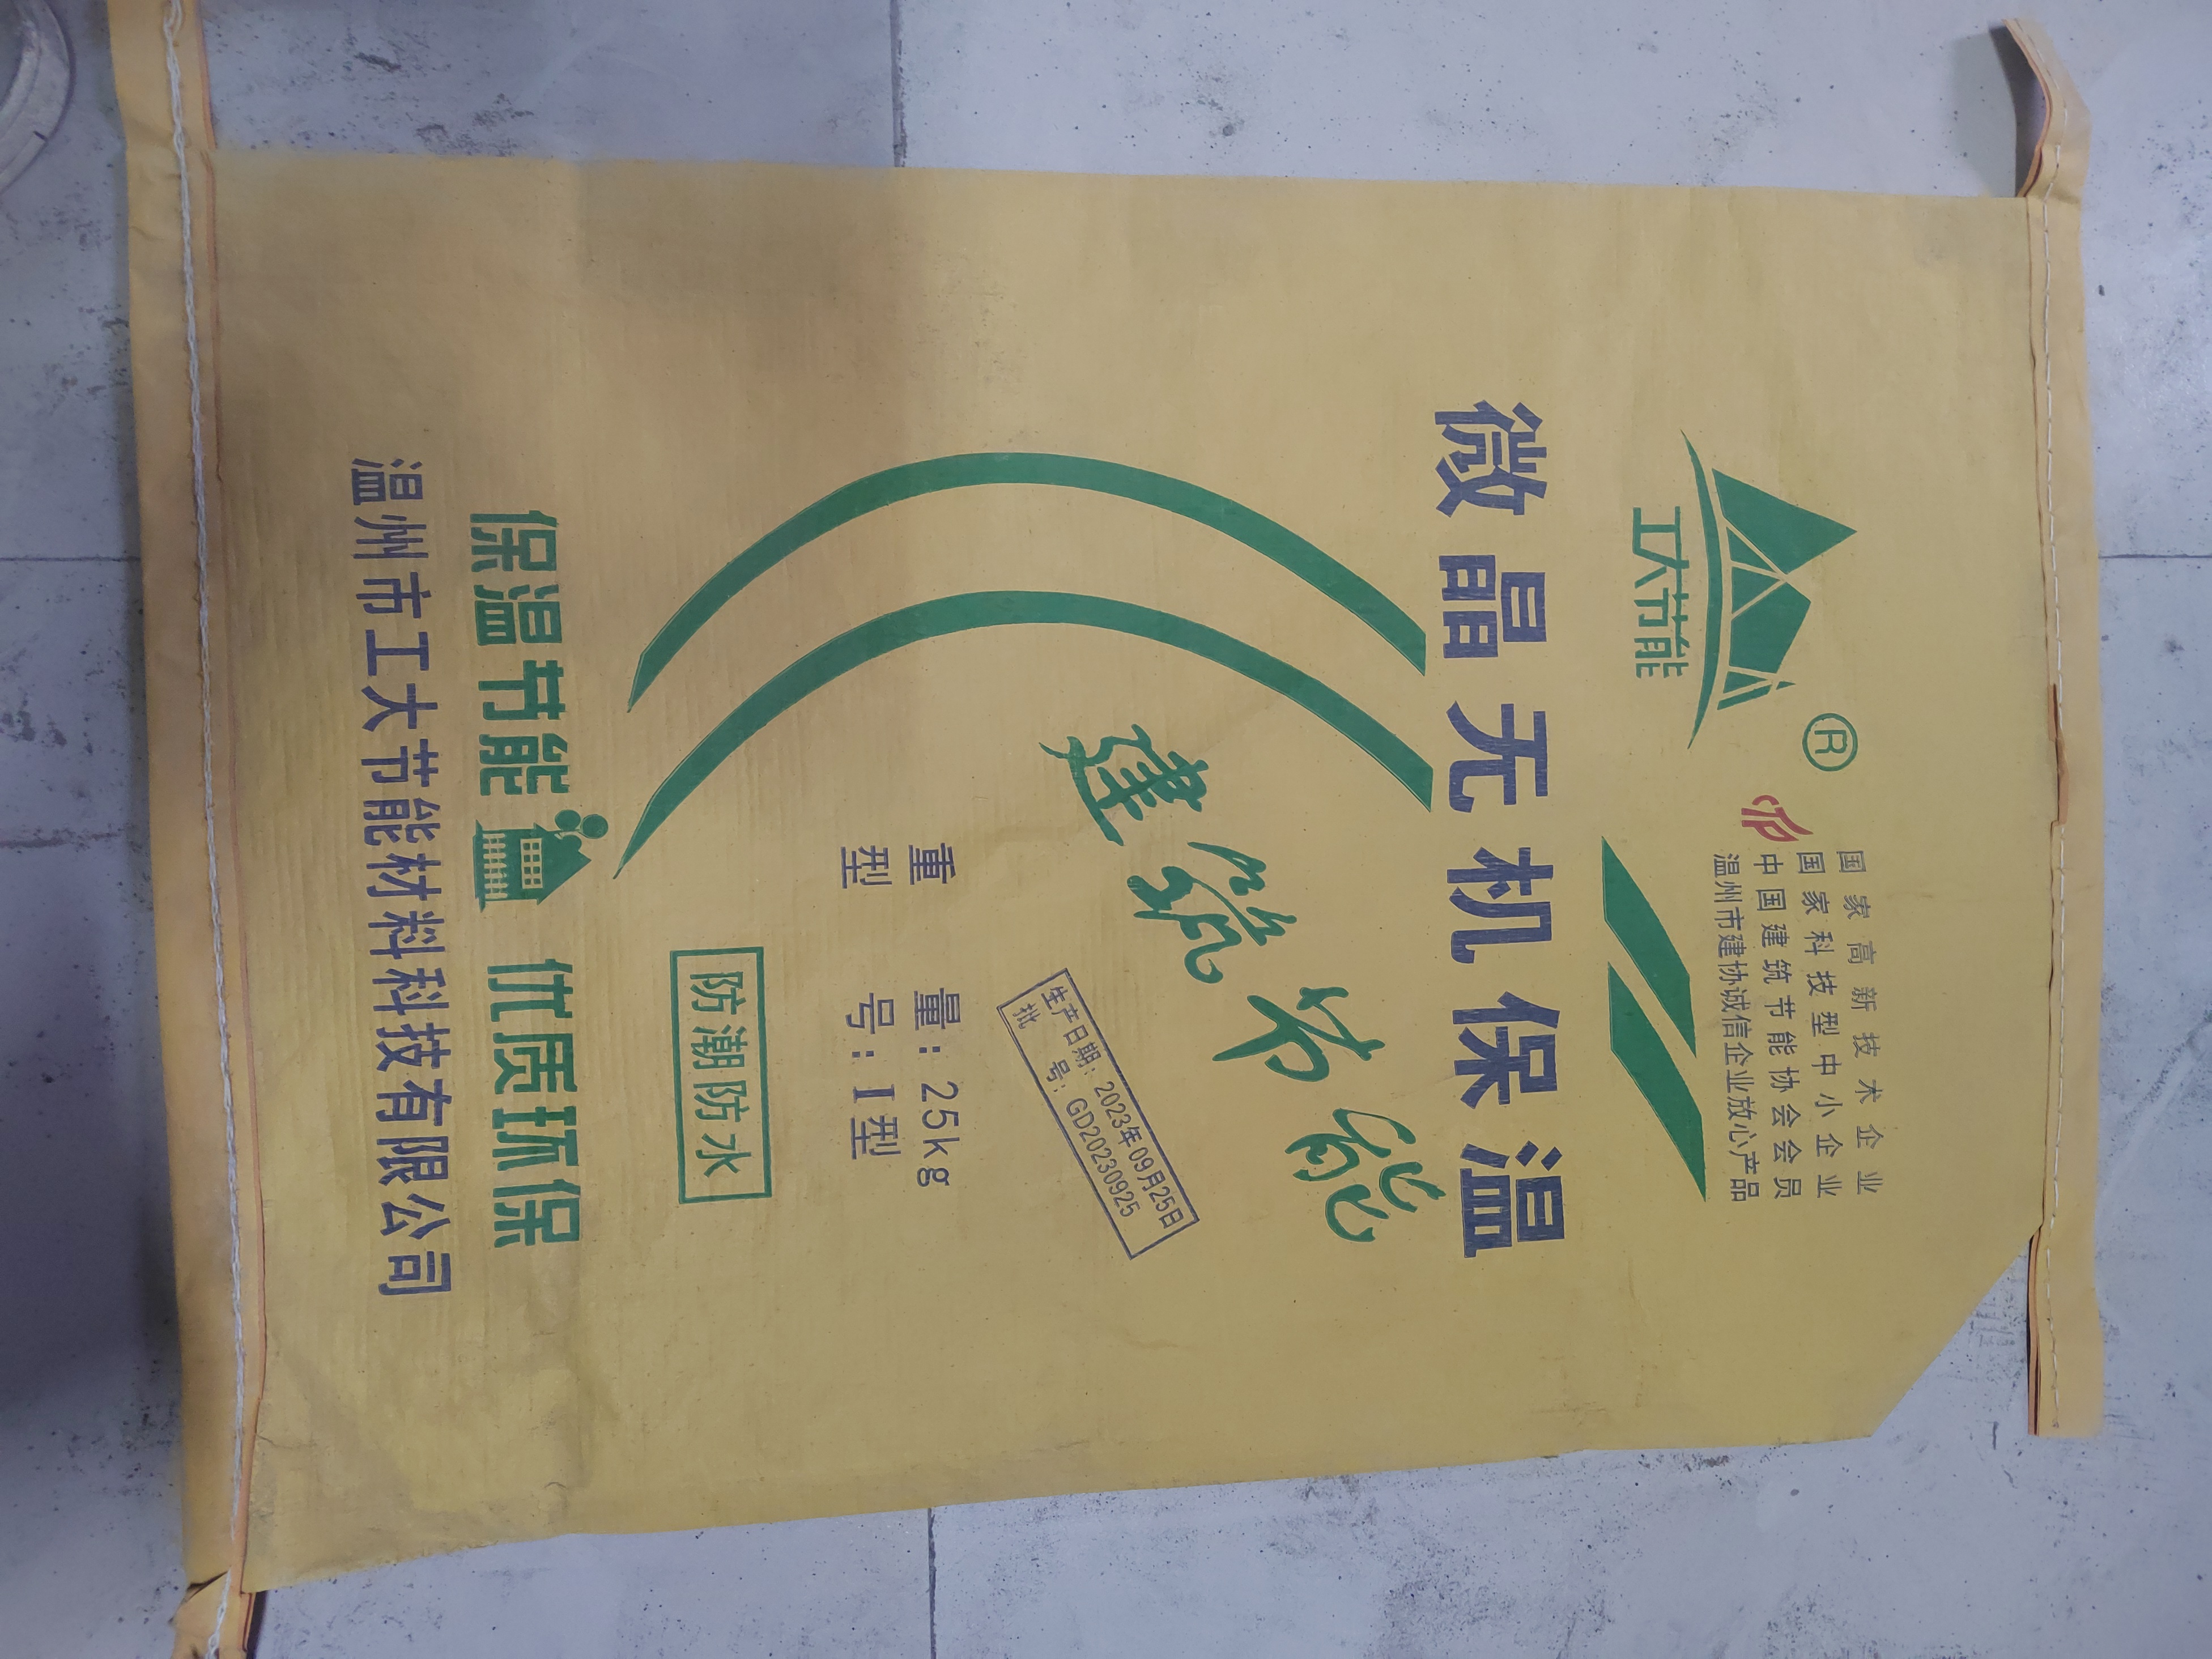 ®
工大节能
国家高新技术企业
国家科技型中小企业
中国建筑节能协会会员
温州市建协诚信企业放心产品
微晶无机保温
建筑节能
生产日期：2023年09月25日
批 号：GD20230925
重 量：25kg
型 号：I型
防潮防水
保温节能 优质环保
温州市工大节能材料科技有限公司